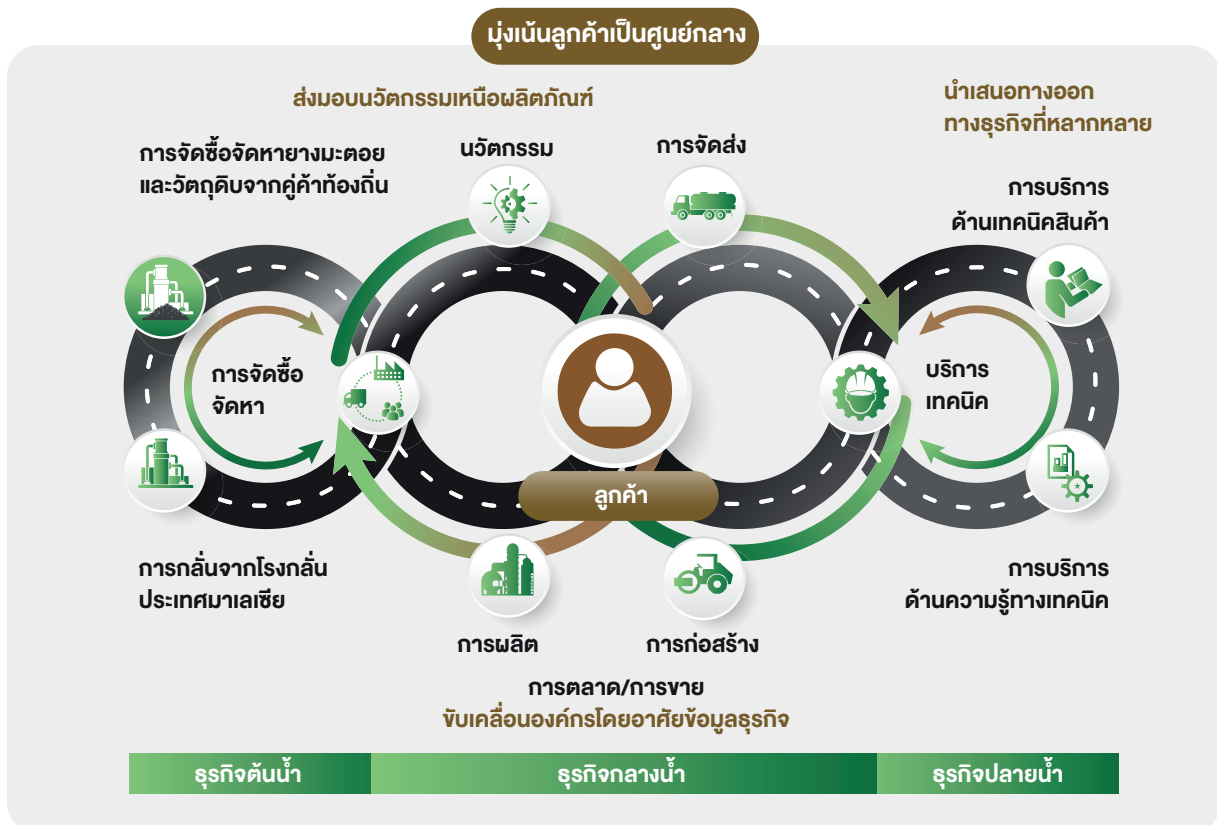 มุ่งเน้นลูกค้าเป็นศูนย์กลาง
ส่งมอบนวัตกรรมเหนือผลิตภัณฑ์
นำเสนอทางออก
ทางธุรกิจที่หลากหลาย
การจัดซื้อจัดหายางมะตอย
และวัตถุดิบจากคู่ค้าท้องถิ่น
นวัตกรรม
การจัดส่ง
การบริการ
ด้านเทคนิคสินค้า
การจัดซื้อ
จัดหา
บริการ
เทคนิค
ลูกค้า
การกลั่นจากโรงกลั่น
ประเทศมาเลเซีย
การบริการ
ด้านความรู้ทางเทคนิค
การผลิต
การก่อสร้าง
การตลาด/การขาย
ขับเคลื่อนองค์กรโดยอาศัยข้อมูลธุรกิจ
ธุรกิจต้นน้ำ
ธุรกิจกลางน้ำ
ธุรกิจปลายน้ำ